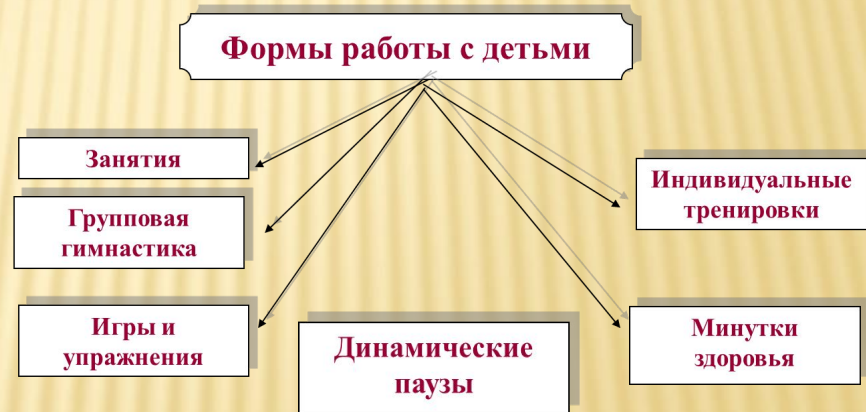 Формы работы с детьми
Занятия
Групповая
гимнастика
Игры и
упражнения
Динамические
паузы
Индивидуальные
тренировки
Минутки
здоровья